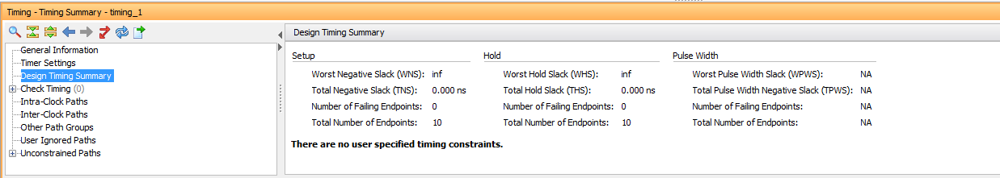 Timing - Timing Summary - timing_1
General Information
Timer Settings
Design Timing Summary
Check Timing (0)
Intra-Clock Paths
Inter-Clock Paths
Other Path Groups
User Ignored Paths
Unconstrained Paths
Design Timing Summary
Setup Hold Pulse Width
Worst Negative Slack (WNS): inf Worst Hold Slack (WHS): inf Worst Pulse Width Slack (WPWS): NA
Total Negative Slack (TNS): 0.000 ns Total Hold Slack (THS): 0.000 ns Total Pulse Width Negative Slack (TPWS): NA
Number of Failing Endpoints: 0 Number of Failing Endpoints: 0 Number of Failing Endpoints: NA
Total Number of Endpoints: 10 Total Number of Endpoints: 10 Total Number of Endpoints: NA
There are no user specified timing constraints.